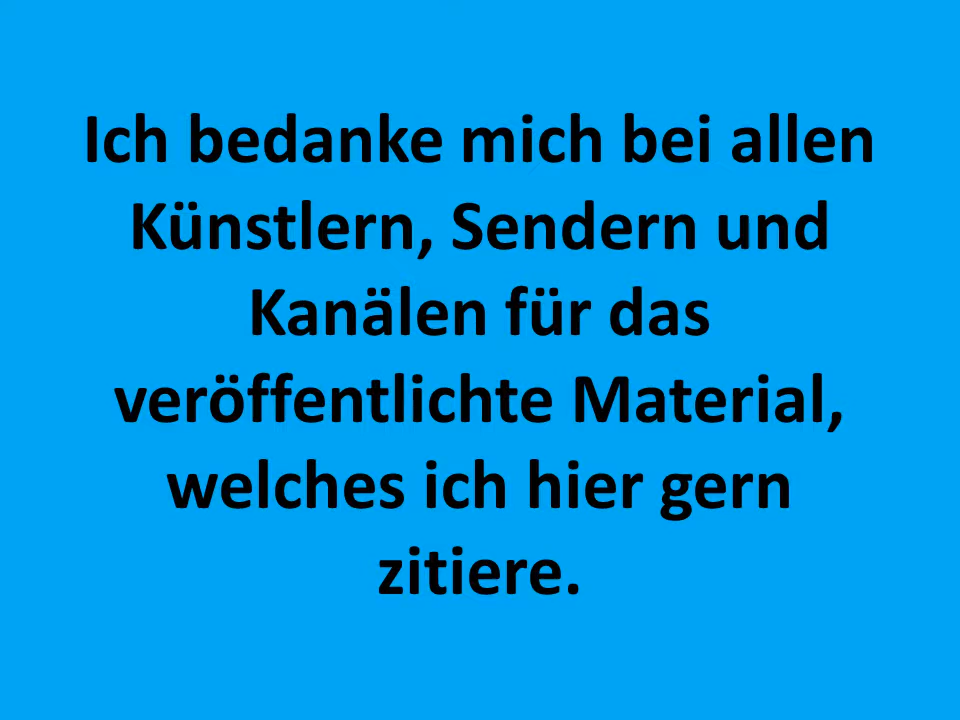 Ich bedanke mich bei allen
Künstlern, Sendern und
Kanälen für das
veröffentlichte Material,
welches ich hier gern
zitiere.